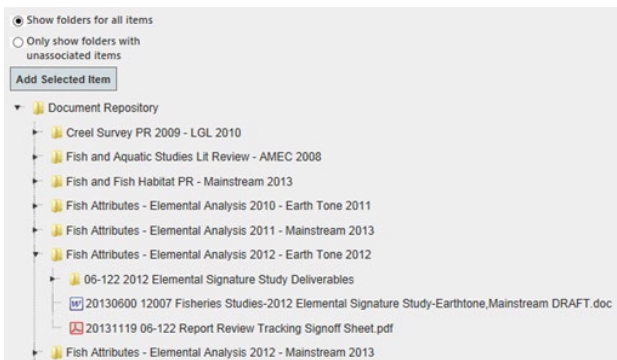 Show folders for all items
Only show folders with
unassociated items
Add Selected Item
Document Repository
Creel Survey PR 2009 - LGL 2010
Fish and Aquatic Studies Lit Review - AMEC 2008
Fish and Fish Habitat PR - Mainstream 2013
Fish Attributes - Elemental Analysis 2010 - Earth Tone 2011
Fish Attributes - Elemental Analysis 2011 - Mainstream 2013
Fish Attributes - Elemental Analysis 2012 - Earth Tone 2012
06-122 2012 Elemental Signature Study Deliverables
20130600 12007 Fisheries Studies-2012 Elemental Signature Study-Earthtone,Mainstream DRAFT.doc
20131119 06-122 Report Review Tracking Signoff Sheet.pdf
Fish Attributes - Elemental Analysis 2012 - Mainstream 2013